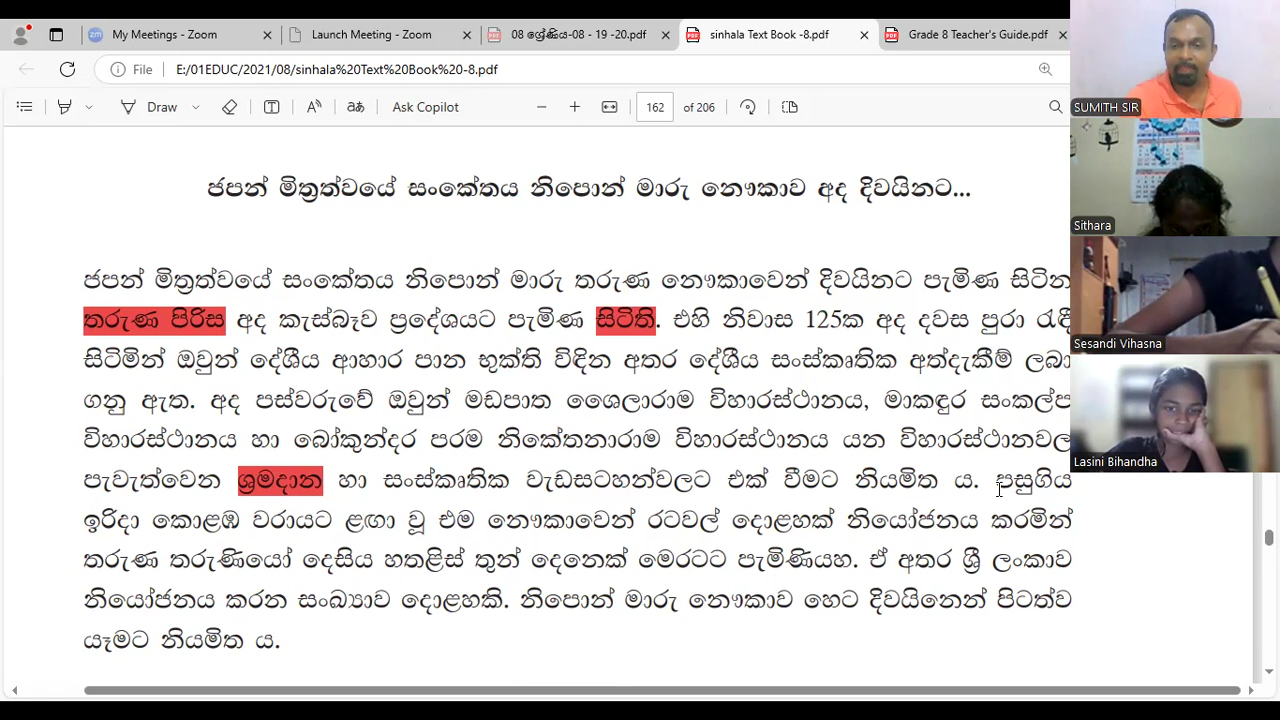 My Meetings - Zoom
Launch Meeting - Zoom
08 ශ්‍රේණිය-08 - 19 -20.pdf
sinhala Text Book -8.pdf
Grade 8 Teacher's Guide.pdf
File E:/01EDUC/2021/08/sinhala%20Text%20Book%20-8.pdf
Draw Ask Copilot 162 of 206
SUMITH SIR
Sithara
Sesandi Vihasna
Lasini Bihandha
ජපන් මිත්‍රත්වයේ සංකේතය නිපොන් මාරු නෞකාව අද දිවයිනට...
ජපන් මිත්‍රත්වයේ සංකේතය නිපොන් මාරු තරුණ නෞකාවෙන් දිවයිනට පැමිණ සිටින
තරුණ පිරිස අද කැස්බෑව ප්‍රදේශයට පැමිණ සිටිති. එහි නිවාස 125ක අද දවස පුරා රැඳී
සිටිමින් ඔවුන් දේශීය ආහාර පාන භුක්ති විඳින අතර දේශීය සංස්කෘතික අත්දැකීම් ලබා
ගනු ඇත. අද පස්වරුවේ ඔවුන් මඩපාත ශෛලාරාම විහාරස්ථානය, මාකඳුර සංකල්ප
විහාරස්ථානය හා බෝකුන්දර පරම නිකේතනාරාම විහාරස්ථානය යන විහාරස්ථානවල
පැවැත්වෙන ශ්‍රමදාන හා සංස්කෘතික වැඩසටහන්වලට එක් වීමට නියමිත ය. පසුගිය
ඉරිදා කොළඹ වරායට ළඟා වූ එම නෞකාවෙන් රටවල් දොළහක් නියෝජනය කරමින්
තරුණ තරුණියෝ දෙසිය හතළිස් තුන් දෙනෙක් මෙරටට පැමිණියහ. ඒ අතර ශ්‍රී ලංකාව
නියෝජනය කරන සංඛ්‍යාව දොළහකි. නිපොන් මාරු නෞකාව හෙට දිවයිනෙන් පිටත්ව
යෑමට නියමිත ය.